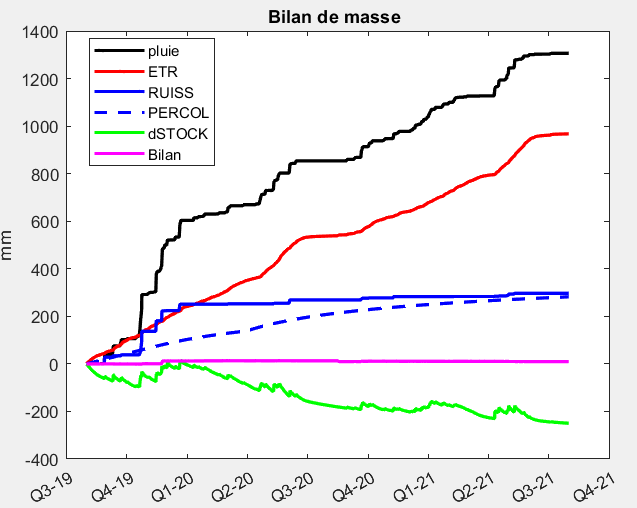 Bilan de masse
1400
1200
1000
800
600
400
200
0
-200
-400
mm
pluie
ETR
RUISS
PERCOL
dSTOCK
Bilan
Q3-19
Q4-19
Q1-20
Q2-20
Q3-20
Q4-20
Q1-21
Q2-21
Q3-21
Q4-21